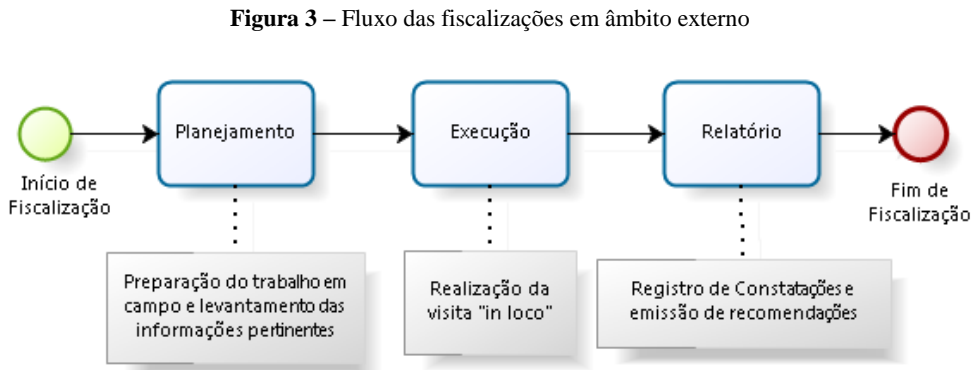 Figura 3 – Fluxo das fiscalizações em âmbito externo
Planejamento
Execução
Relatório
Início de
Fiscalização
Fim de
Fiscalização
Preparação do trabalho em
campo e levantamento das
informações pertinentes
Realização da
visita "in loco"
Registro de Constatações e
emissão de recomendações